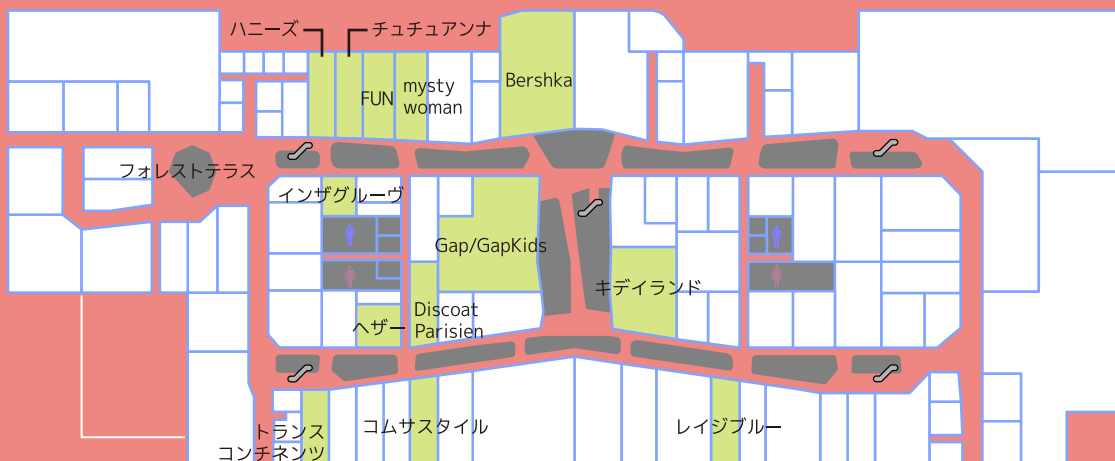 ハニーズ
チュチュアンナ
FUN
mysty
woman
Bershka
フォレストテラス
インザグルーヴ
Gap/GapKids
キデイランド
Discoat
Parisien
ヘザー
トランス
コンチネンツ
コムサスタイル
レイジブルー